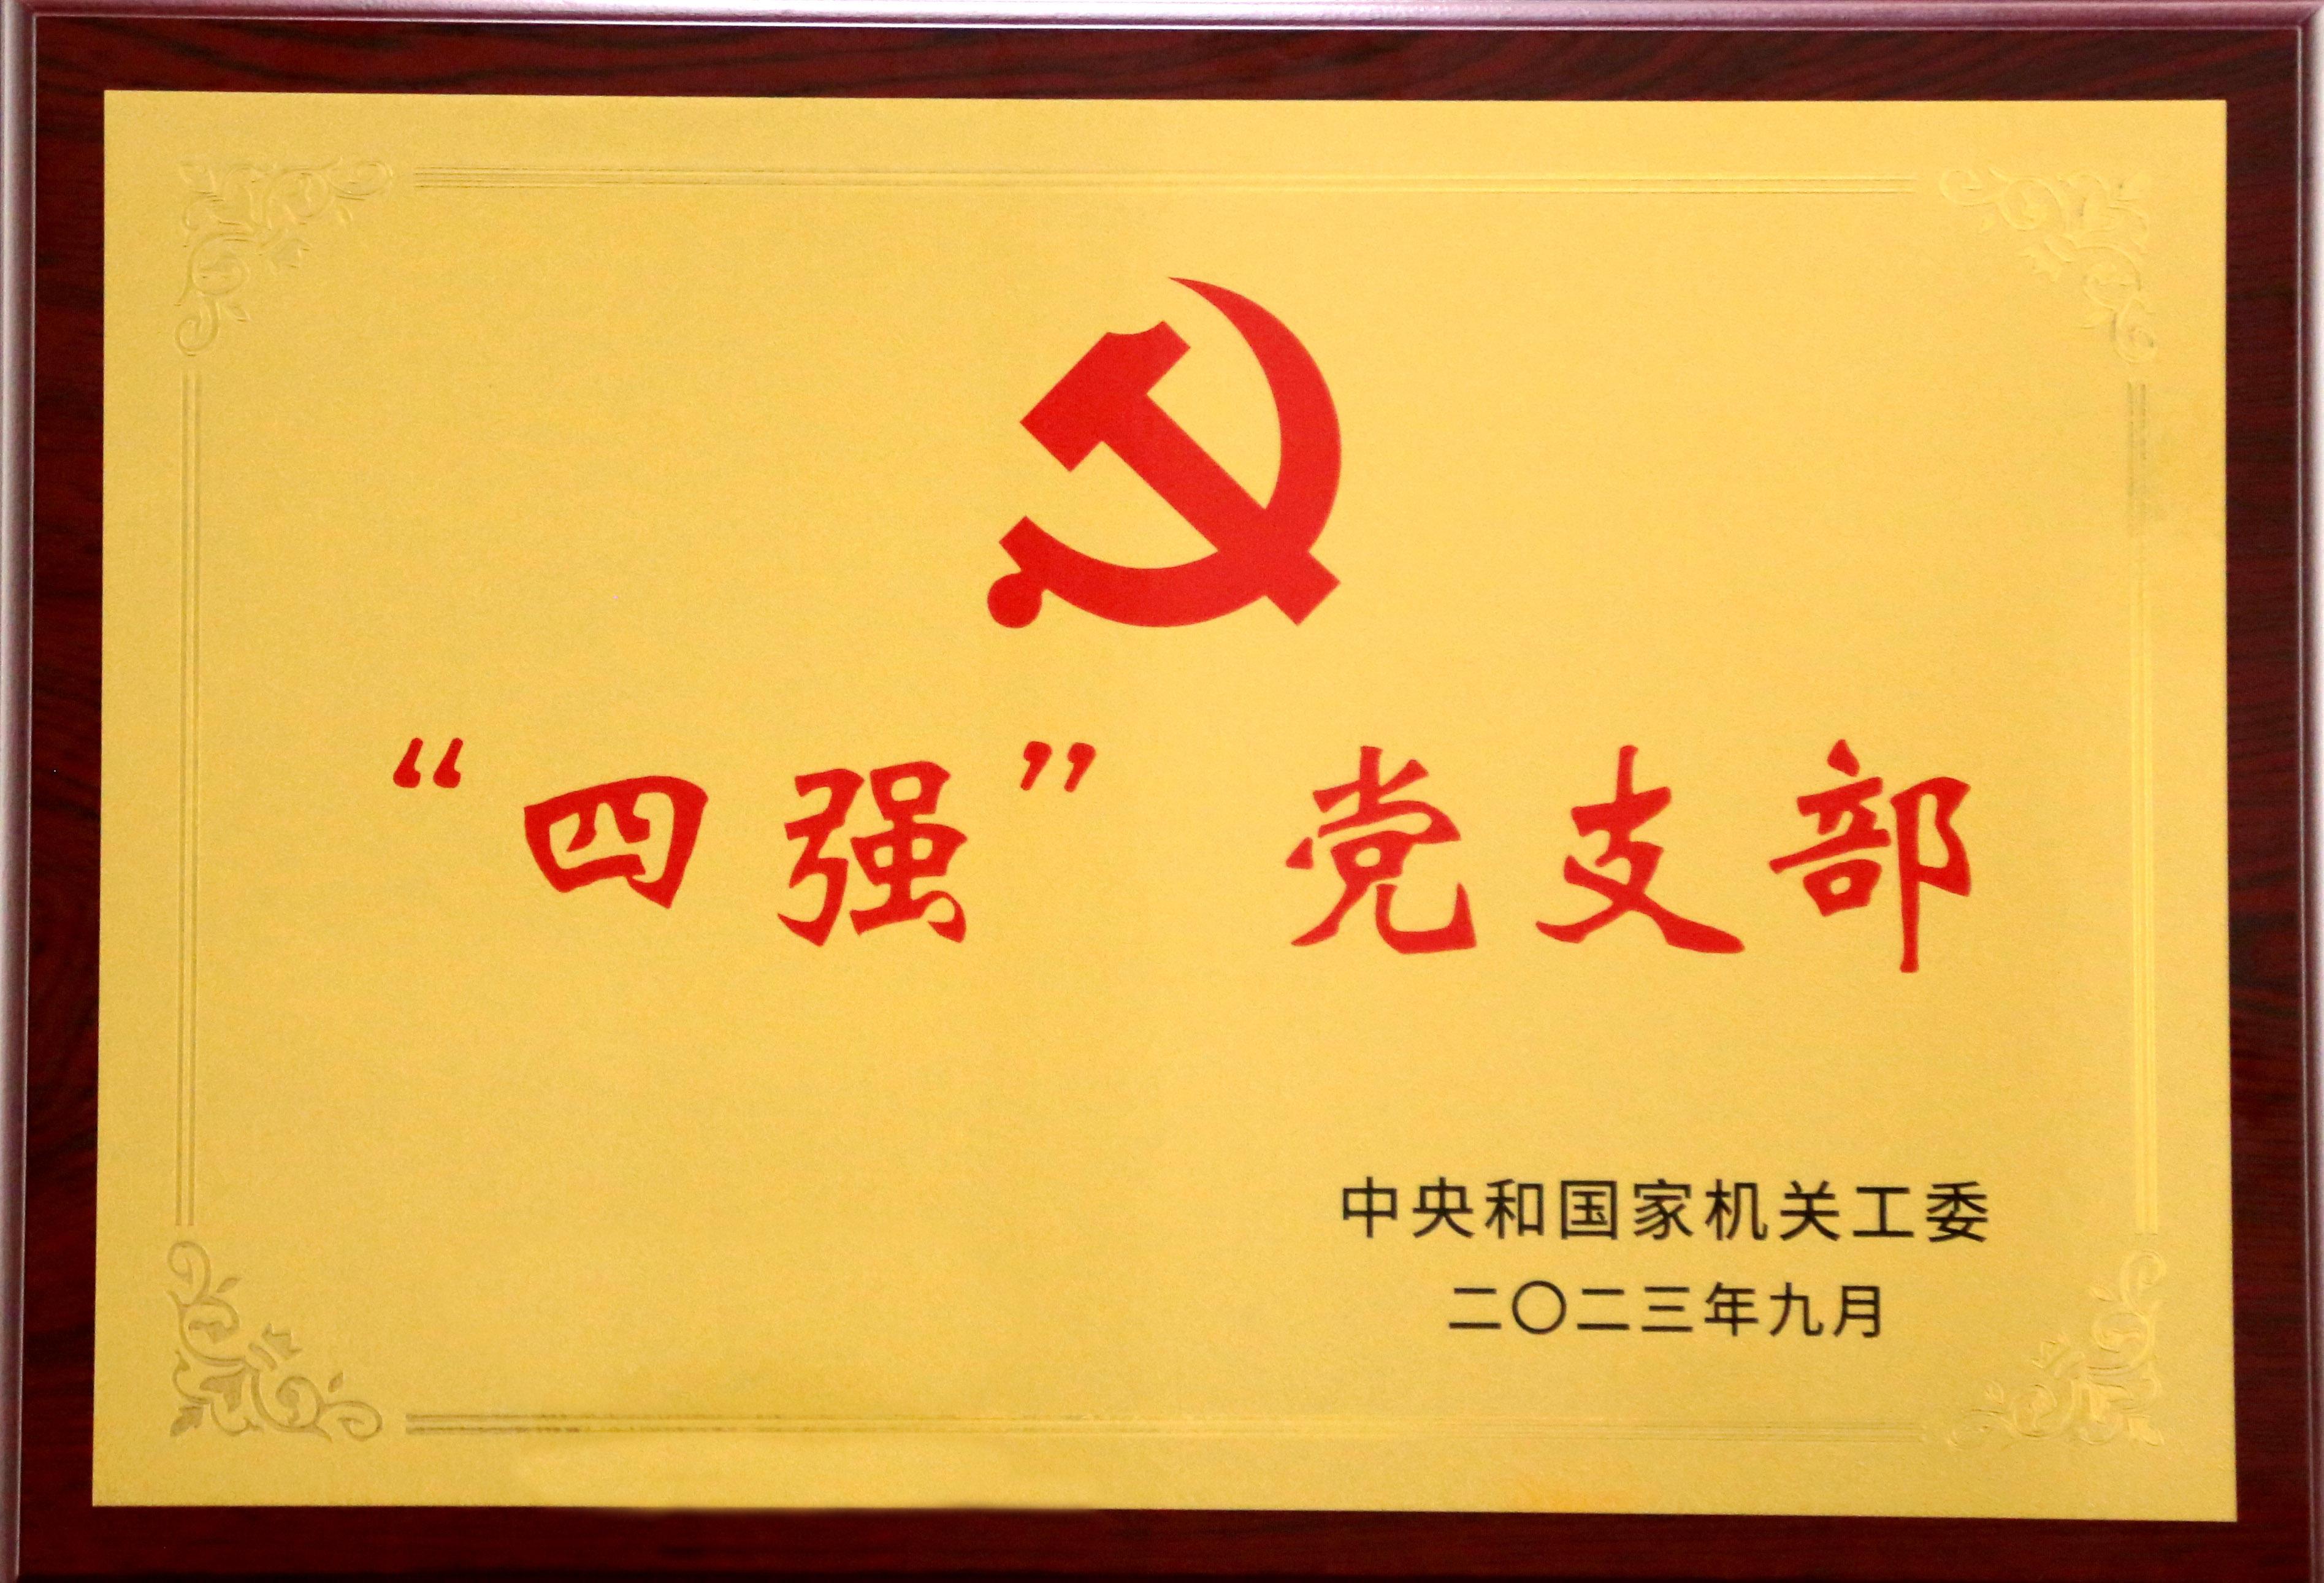 “四强” 党支部
中央和国家机关工委
二〇二三年九月